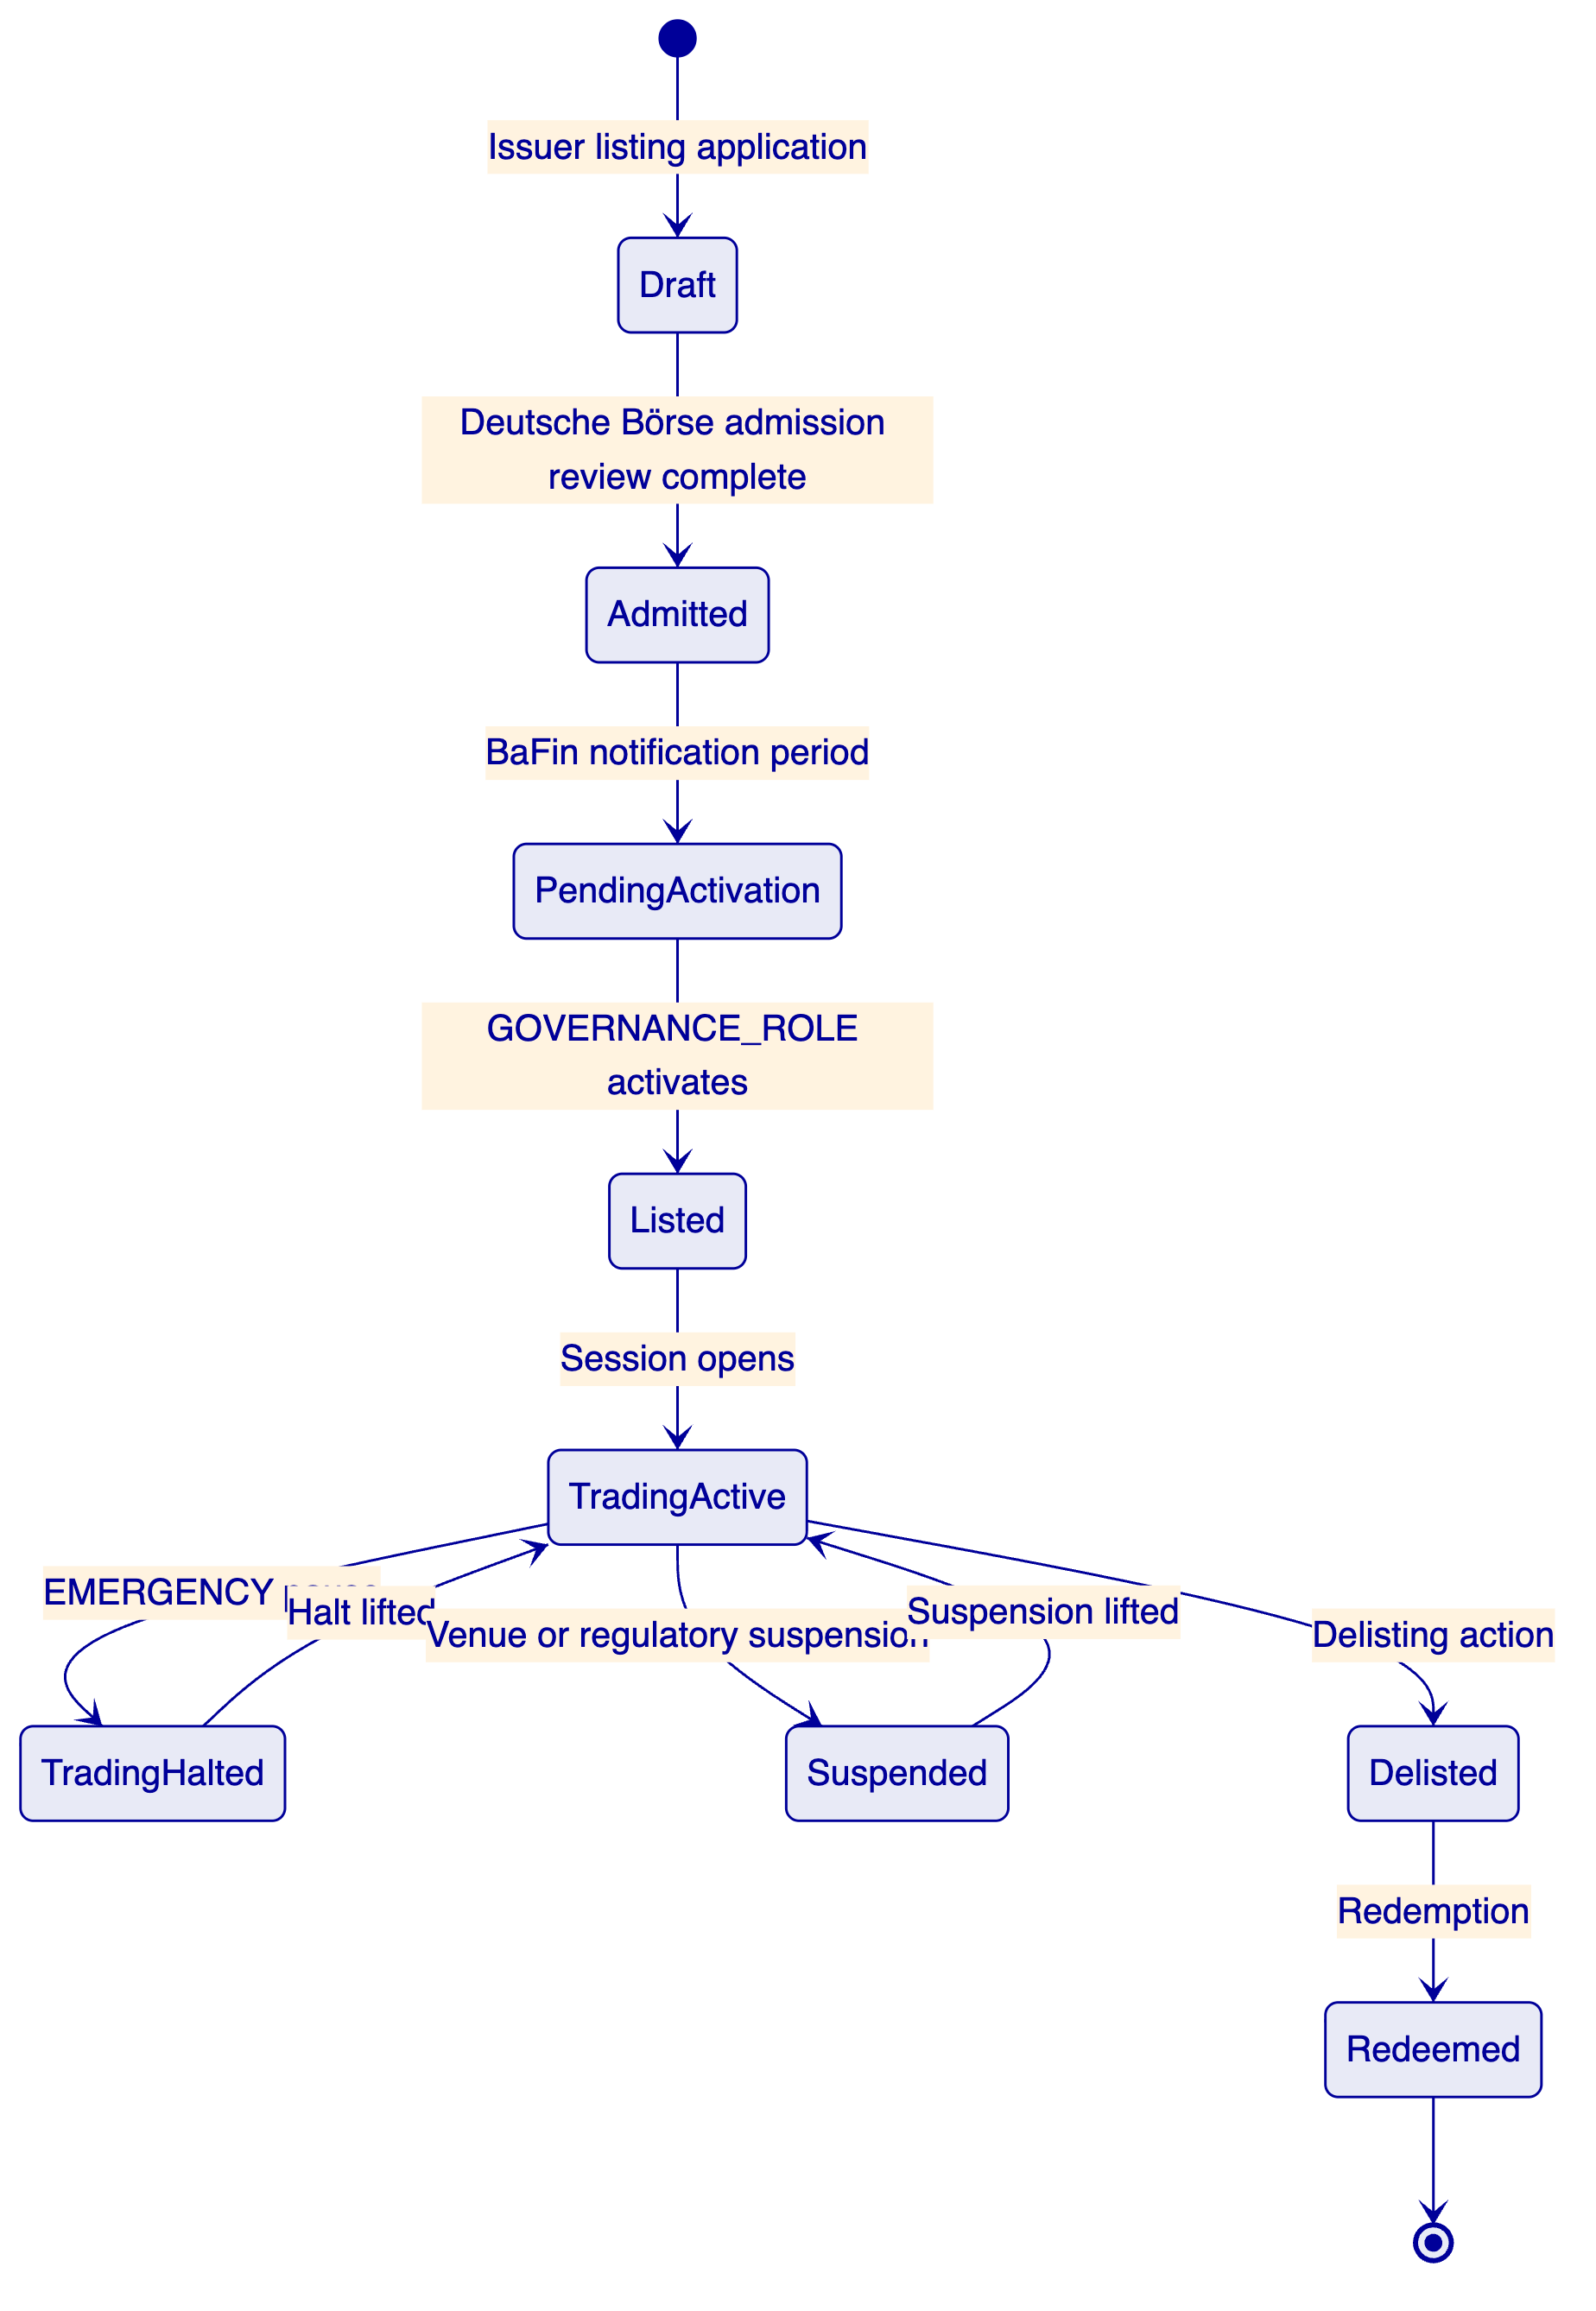 Issuer listing application
Draft
Deutsche Börse admission
review complete
Admitted
BaFin notification period
PendingActivation
GOVERNANCE_ROLE
activates
Listed
Session opens
TradingActive
EMERGENCY
Halt lifted
Venue or regulatory suspension
Suspension lifted
Delisting action
TradingHalted
Suspended
Delisted
Redemption
Redeemed